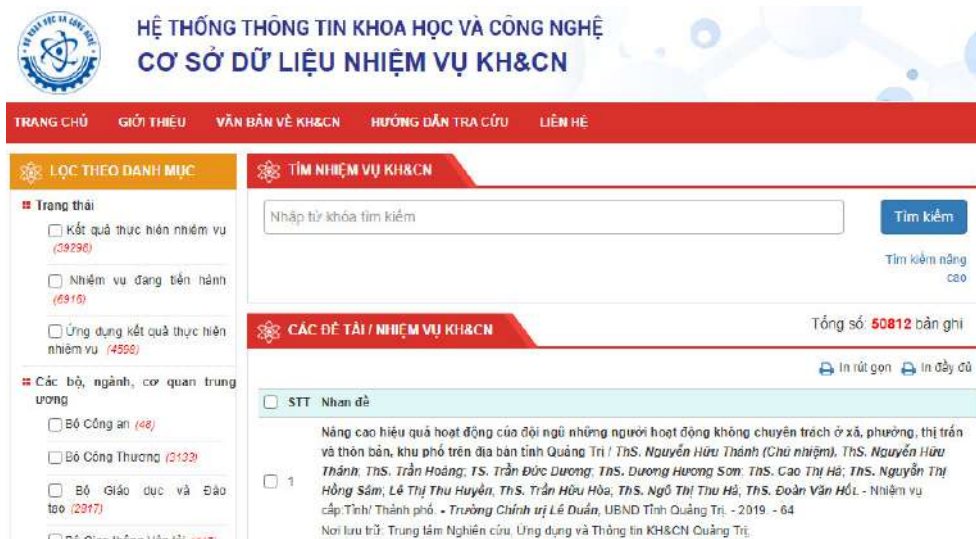 HỆ THỐNG THÔNG TIN KHOA HỌC VÀ CÔNG NGHỆ
CƠ SỞ DỮ LIỆU NHIỆM VỤ KH&CN
TRANG CHỦ GIỚI THIỆU VĂN BẢN VỀ KH&CN HƯỚNG DẪN TRA CỨU LIÊN HỆ
LỌC THEO DANH MỤC
Trạng thái
Kết quả thực hiện nhiệm vụ
(39296)
Nhiệm vụ đang tiến hành
(6916)
Ứng dụng kết quả thực hiện
nhiệm vụ (4598)
Các bộ, ngành, cơ quan trung
ương
Bộ Công an (48)
Bộ Công Thương (3133)
Bộ Giáo dục và Đào
tạo (2817)
TÌM NHIỆM VỤ KH&CN
Nhập từ khóa tìm kiếm
Tìm kiếm
Tìm kiếm nâng
cao
CÁC ĐỀ TÀI / NHIỆM VỤ KH&CN
Tổng số: 50812 bản ghi
In rút gọn In đầy đủ
STT Nhan đề
1
Nâng cao hiệu quả hoạt động của đội ngũ những người hoạt động không chuyên trách ở xã, phường, thị trấn
và thôn bản, khu phố trên địa bàn tỉnh Quảng Trị / ThS. Nguyễn Hữu Thánh (Chủ nhiệm), ThS. Nguyễn Hữu
Thánh; ThS. Trần Hoàng; TS. Trần Đức Dương; ThS. Dương Hương Sơn; ThS. Cao Thị Hà; ThS. Nguyễn Thị
Hồng Sâm; Lê Thị Thu Huyền, ThS. Trần Hữu Hòa; ThS. Ngô Thị Thu Hà; ThS. Đoàn Văn Hốt. - Nhiệm vụ
cấp:Tỉnh/ Thành phố. - Trường Chính trị Lê Duẩn, UBND Tỉnh Quảng Trị. - 2019. - 64
Nơi lưu trữ: Trung tâm Nghiên cứu, Ứng dụng và Thông tin KH&CN Quảng Trị;